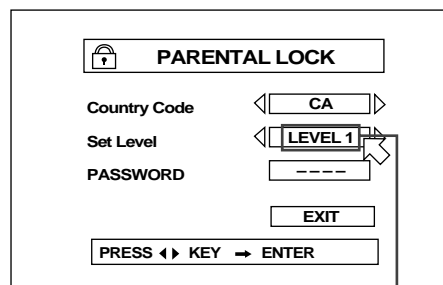 PARENTAL LOCK
Country Code CA
Set Level LEVEL 1
PASSWORD – – – –
EXIT
PRESS ◀ ▶ KEY ➡ ENTER